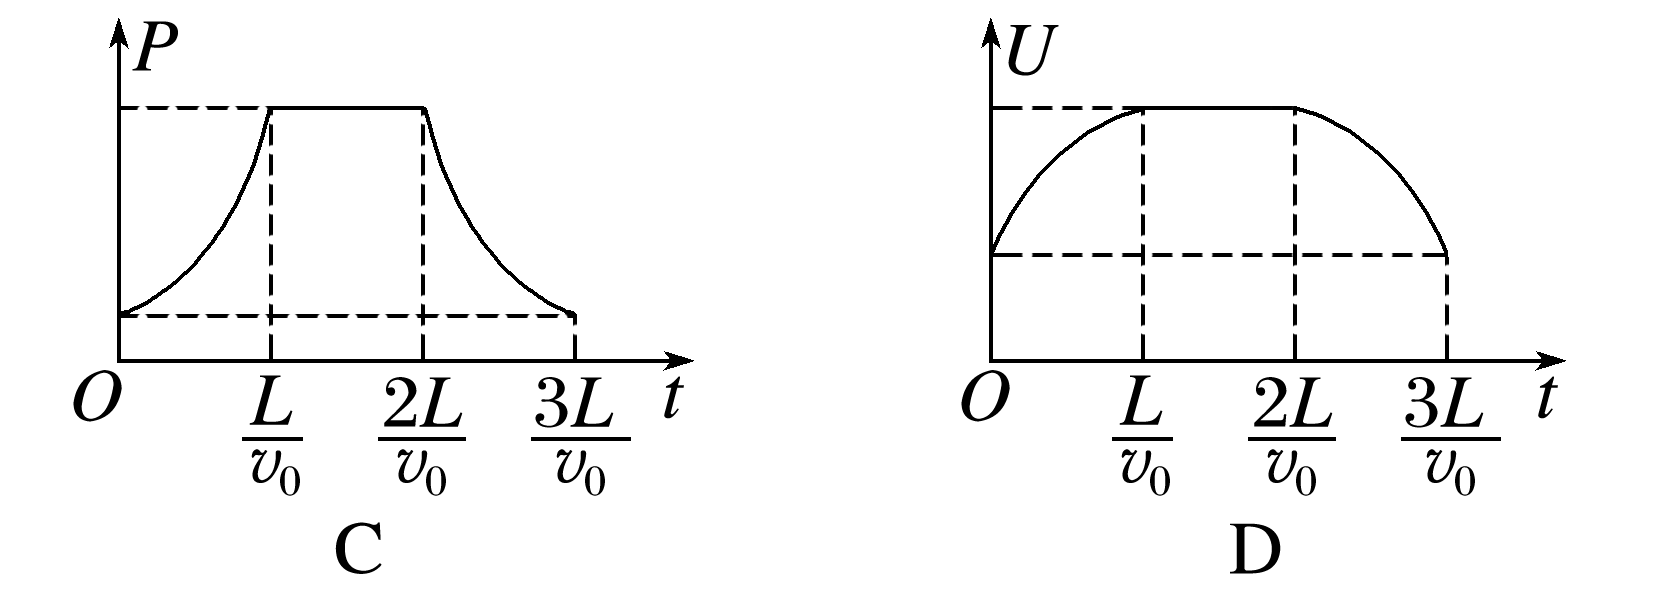 P U
O L/v₀ 2L/v₀ 3L/v₀ t O L/v₀ 2L/v₀ 3L/v₀ t
C D